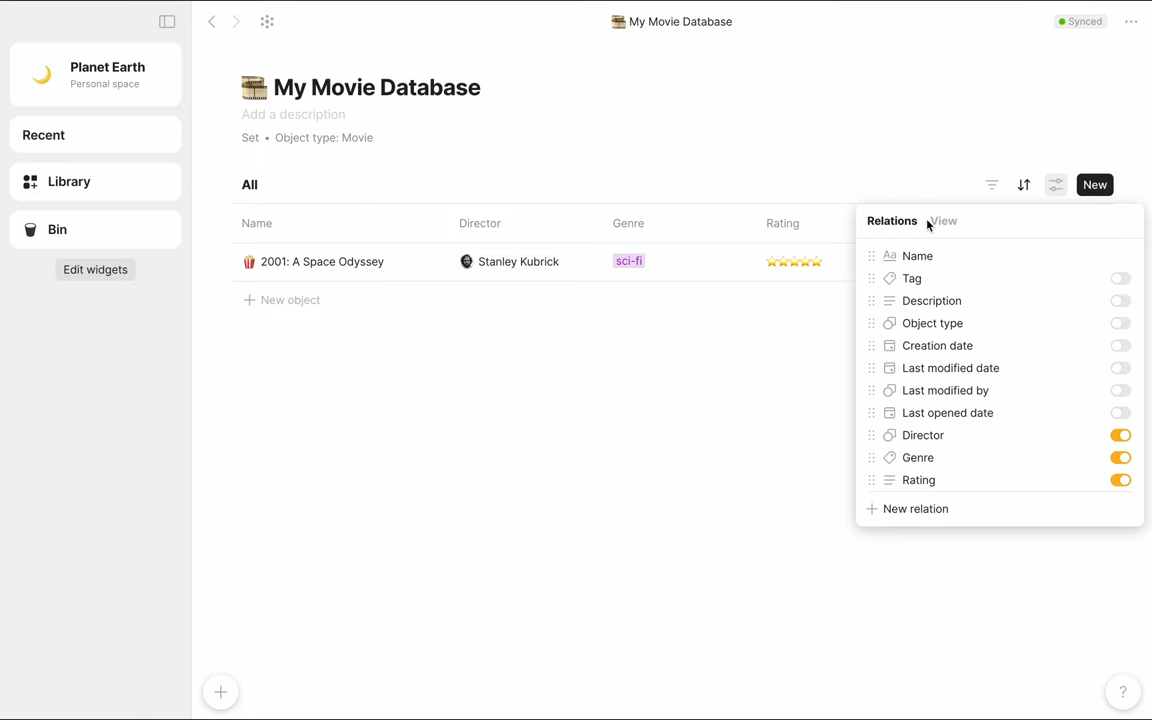 My Movie Database
Synced
Planet Earth
Personal space
Recent
Library
Bin
Edit widgets
My Movie Database
Add a description
Set • Object type: Movie
All
New
Name Director Genre Rating
2001: A Space Odyssey Stanley Kubrick sci-fi
New object
Relations View
Name
Tag
Description
Object type
Creation date
Last modified date
Last modified by
Last opened date
Director
Genre
Rating
New relation